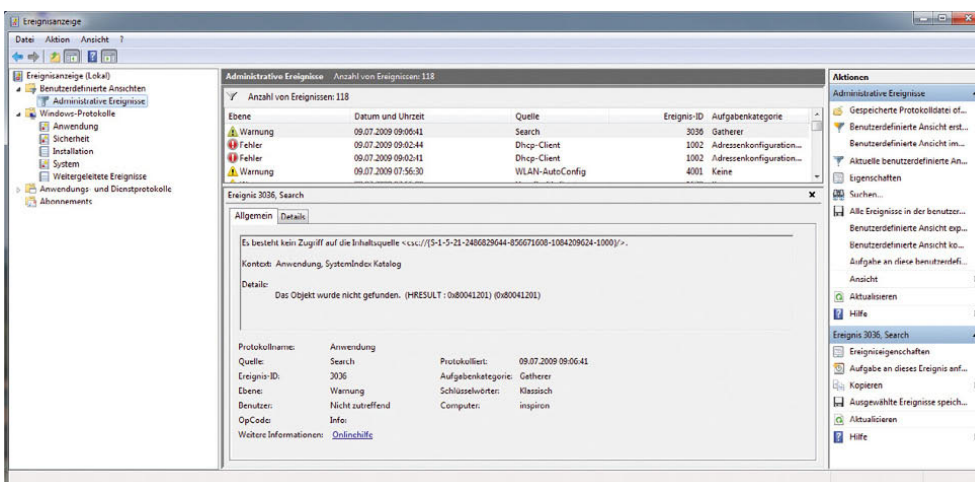 Ereignisanzeige
Datei Aktion Ansicht ?
Ereignisanzeige (Lokal)
Benutzerdefinierte Ansichten
Administrative Ereignisse
Windows-Protokolle
Anwendung
Sicherheit
Installation
System
Weitergeleitete Ereignisse
Anwendungs- und Dienstprotokolle
Abonnements
Administrative Ereignisse Anzahl von Ereignissen: 118
Anzahl von Ereignissen: 118
Ebene Datum und Uhrzeit Quelle Ereignis-ID Aufgabenkategorie
Warnung 09.07.2009 09:06:41 Search 3036 Gatherer
Fehler 09.07.2009 09:02:44 Dhcp-Client 1002 Adressenkonfiguration...
Fehler 09.07.2009 09:02:41 Dhcp-Client 1002 Adressenkonfiguration...
Warnung 09.07.2009 07:56:30 WLAN-AutoConfig 4001 Keine
Ereignis 3036, Search
Allgemein Details
Es besteht kein Zugriff auf die Inhaltsquelle <csc://{S-1-5-21-2486829644-856671608-1084209624-1000}/>.
Kontext: Anwendung, SystemIndex Katalog
Details:
Das Objekt wurde nicht gefunden. (HRESULT : 0x80041201) (0x80041201)
Protokollname: Anwendung
Quelle: Search Protokolliert: 09.07.2009 09:06:41
Ereignis-ID: 3036 Aufgabenkategorie: Gatherer
Ebene: Warnung Schlüsselwörter: Klassisch
Benutzer: Nicht zutreffend Computer: inspiron
OpCode: Info:
Weitere Informationen: Onlinehilfe
Aktionen
Administrative Ereignisse
Gespeicherte Protokolldatei öf...
Benutzerdefinierte Ansicht erst...
Benutzerdefinierte Ansicht im...
Aktuelle benutzerdefinierte An...
Eigenschaften
Suchen...
Alle Ereignisse in der benutzer...
Benutzerdefinierte Ansicht exp...
Benutzerdefinierte Ansicht ko...
Aufgabe an diese benutzerdefi...
Ansicht
Aktualisieren
Hilfe
Ereignis 3036, Search
Ereigniseigenschaften
Aufgabe an dieses Ereignis anf...
Kopieren
Ausgewählte Ereignisse speich...
Aktualisieren
Hilfe